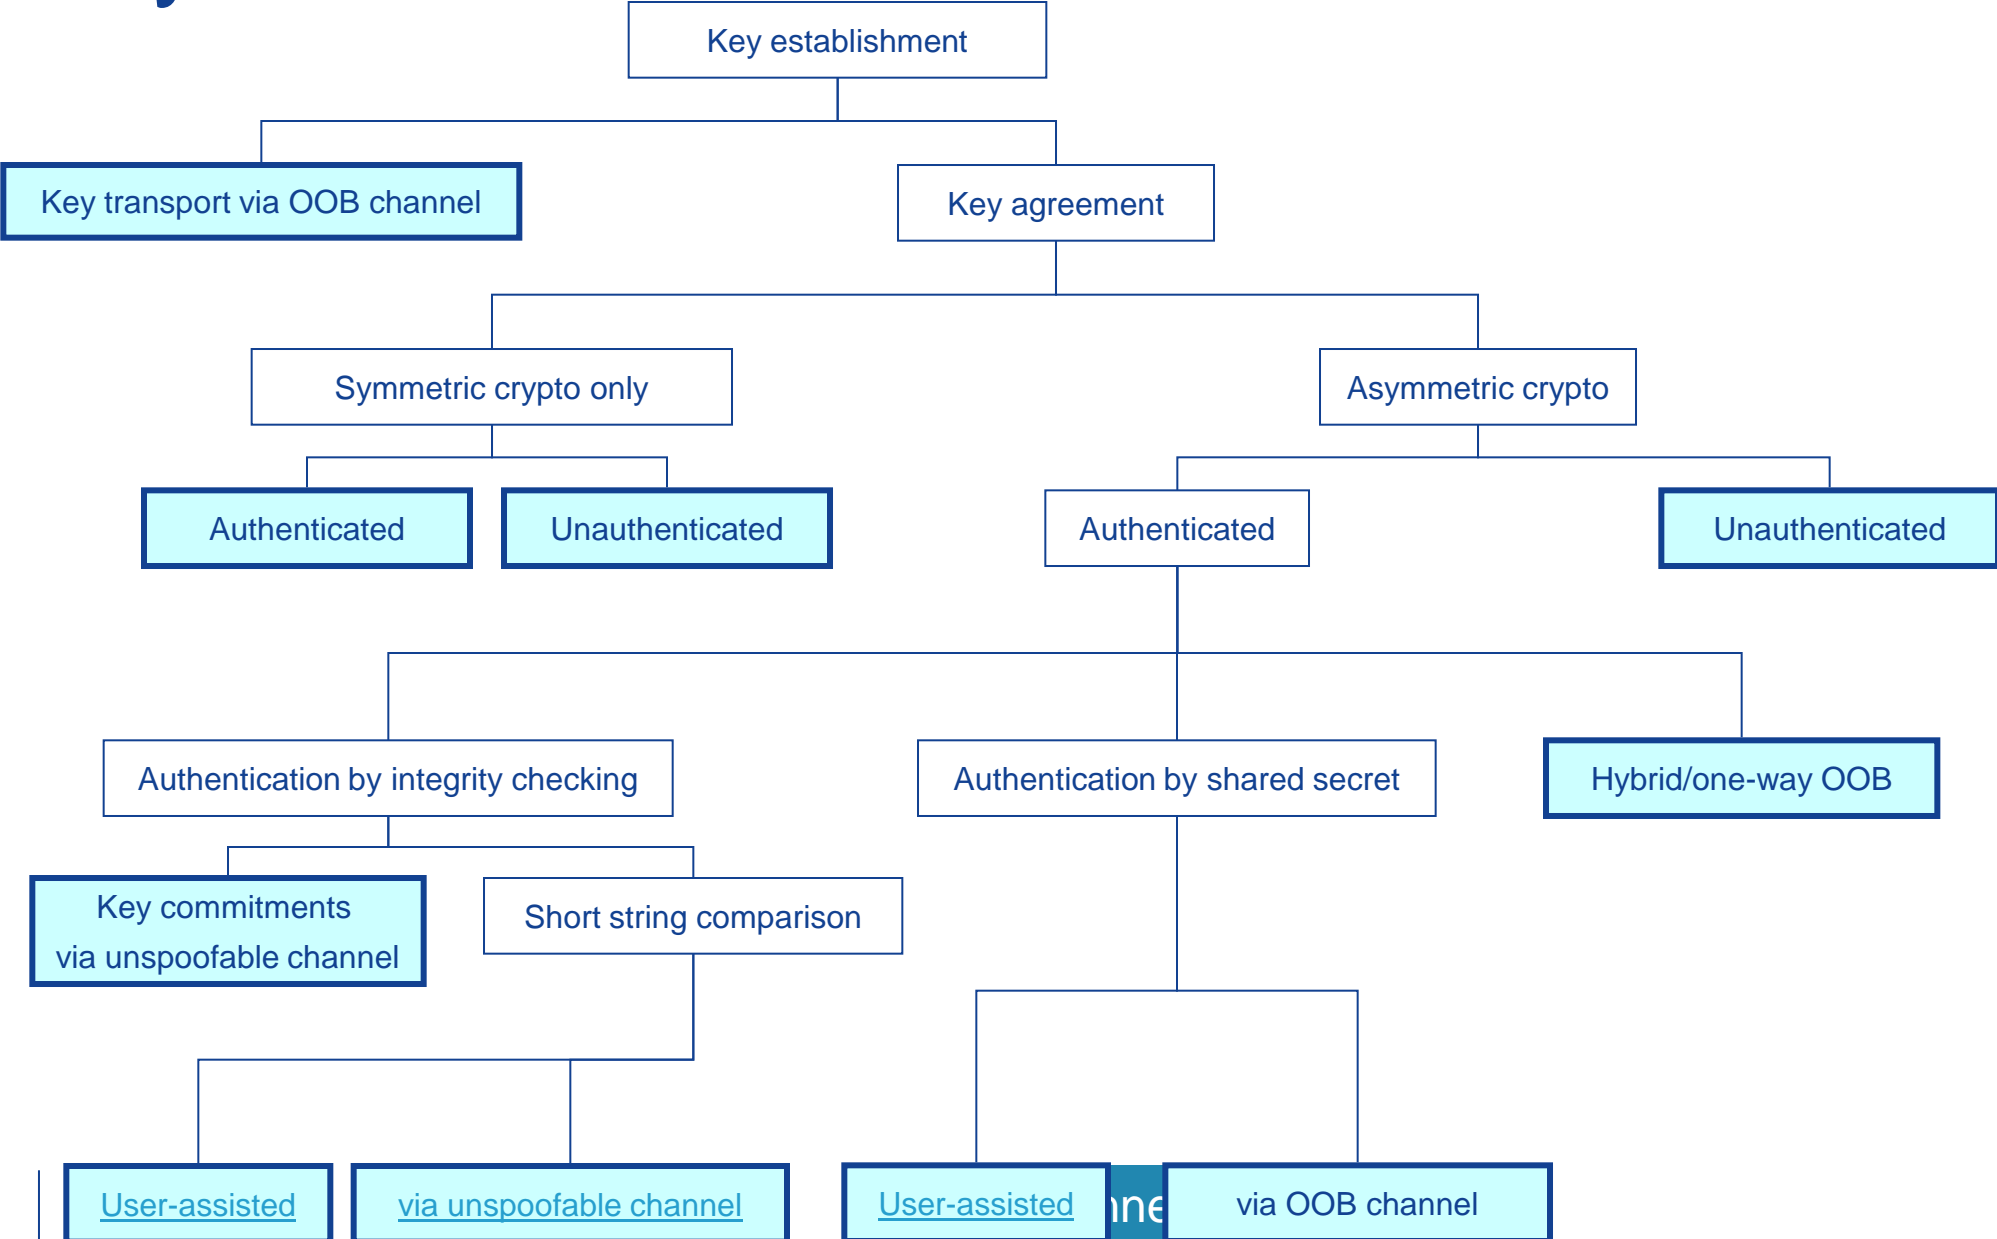 Key establishment
Key transport via OOB channel
Key agreement
Symmetric crypto only
Asymmetric crypto
Authenticated
Unauthenticated
Authenticated
Unauthenticated
Authentication by integrity checking
Authentication by shared secret
Hybrid/one-way OOB
Key commitments
via unspoofable channel
Short string comparison
User-assisted
via unspoofable channel
User-assisted
via OOB channel